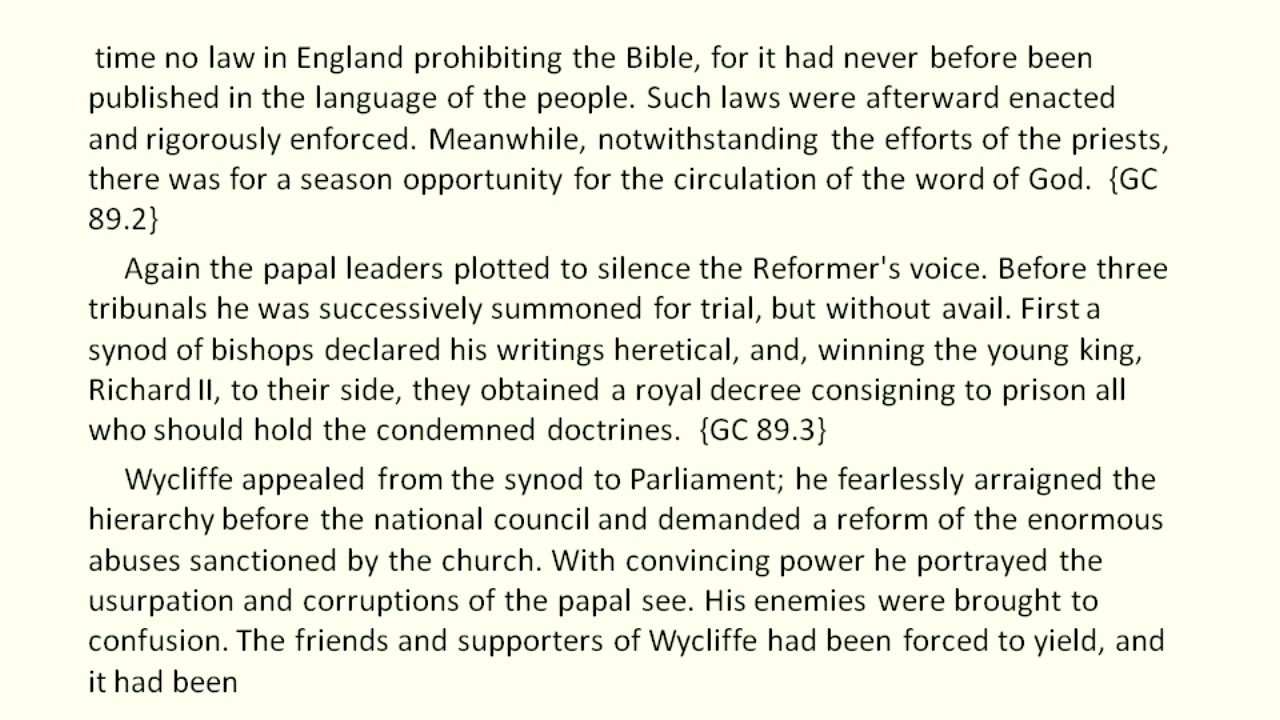 time no law in England prohibiting the Bible, for it had never before been
published in the language of the people. Such laws were afterward enacted
and rigorously enforced. Meanwhile, notwithstanding the efforts of the priests,
there was for a season opportunity for the circulation of the word of God. {GC
89.2}
Again the papal leaders plotted to silence the Reformer's voice. Before three
tribunals he was successively summoned for trial, but without avail. First a
synod of bishops declared his writings heretical, and, winning the young king,
Richard II, to their side, they obtained a royal decree consigning to prison all
who should hold the condemned doctrines. {GC 89.3}
Wycliffe appealed from the synod to Parliament; he fearlessly arraigned the
hierarchy before the national council and demanded a reform of the enormous
abuses sanctioned by the church. With convincing power he portrayed the
usurpation and corruptions of the papal see. His enemies were brought to
confusion. The friends and supporters of Wycliffe had been forced to yield, and
it had been